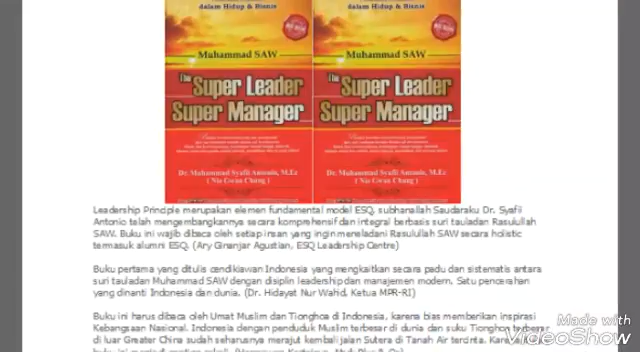 dalam Hidup & Bisnis
dalam Hidup & Bisnis
Muhammad SAW
Muhammad SAW
The Super Leader
Super Manager
The Super Leader
Super Manager
Dr. Muhammad Syafii Antonio, M.Ec
( Nio Gwan Chung )
Dr. Muhammad Syafii Antonio, M.Ec
( Nio Gwan Chung )
Leadership Principle merupakan elemen fundamental model ESQ, subhanallah Saudaraku Dr. Syafii
Antonio telah mengembangkannya secara komprehensif dan integral berbasis suri tauladan Rasulullah
SAW. Buku ini wajib dibaca oleh setiap insan yang ingin meneladani Rasulullah SAW secara holistic
termasuk alumni ESQ. (Ary Ginanjar Agustian, ESQ Leadership Centre)
Buku pertama yang ditulis cendikiawan Indonesia yang mengkaitkan secara padu dan sistematis antara
suri tauladan Muhammad SAW dengan disiplin leadership dan manajemen modern. Satu pencerahan
yang dinanti Indonesia dan dunia. (Dr. Hidayat Nur Wahid, Ketua MPR-RI)
Buku ini harus dibaca oleh Umat Muslim dan Tionghoa di Indonesia, karena bias memberikan inspirasi
Kebangsaan Nasional. Indonesia dengan penduduk Muslim terbesar di dunia dan suku Tionghoa terbesar
di luar Greater China sudah seharusnya merajut kembali jalan Sutera di Tanah Air tercinta.
Made with
VideoShow